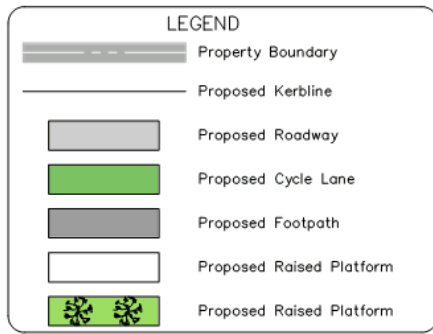 LEGEND
Property Boundary
Proposed Kerbline
Proposed Roadway
Proposed Cycle Lane
Proposed Footpath
Proposed Raised Platform
Proposed Raised Platform